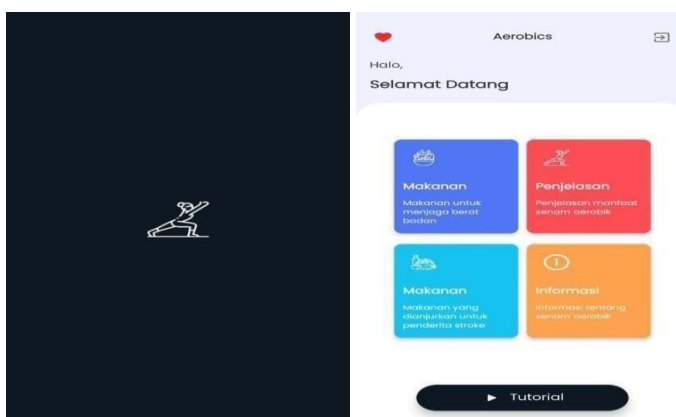 Aerobics
Halo,
Selamat Datang
Makanan
Makanan untuk
menjaga berat
badan
Penjelasan
Penjelasan manfaat
senam aerobik
Makanan
Makanan yang
dianjurkan untuk
penderita stroke
Informasi
Informasi tentang
senam aerobik
Tutorial